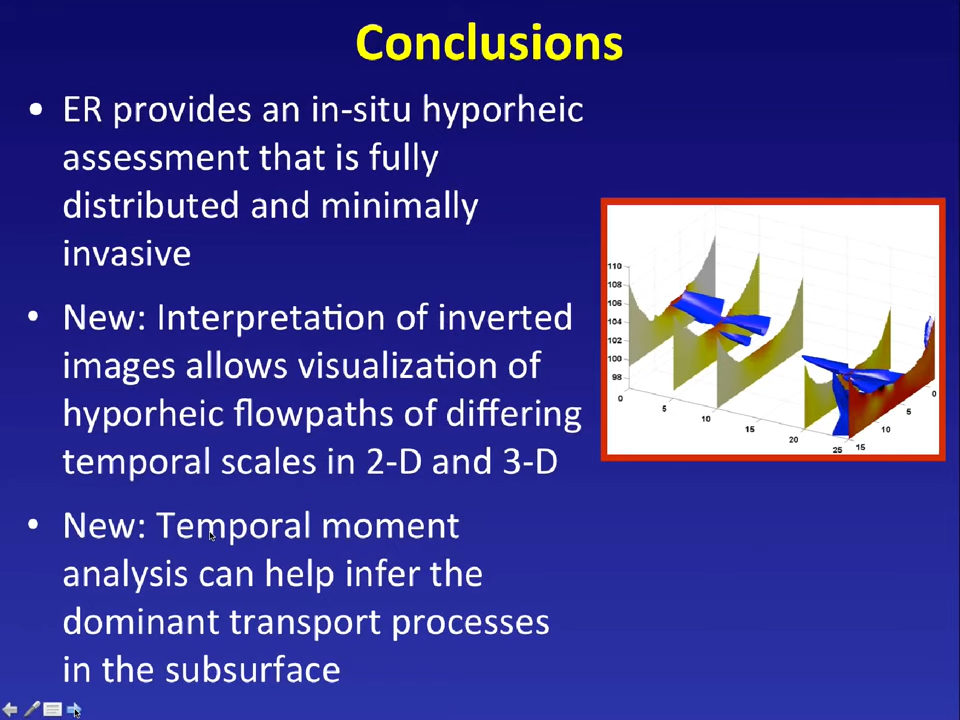 Conclusions
• ER provides an in-situ hyporheic
assessment that is fully
distributed and minimally
invasive
• New: Interpretation of inverted
images allows visualization of
hyporheic flowpaths of differing
temporal scales in 2-D and 3-D
• New: Temporal moment
analysis can help infer the
dominant transport processes
in the subsurface
110
108
106
104
102
100
98
0
5
10
15
20
25
15
10
5
0